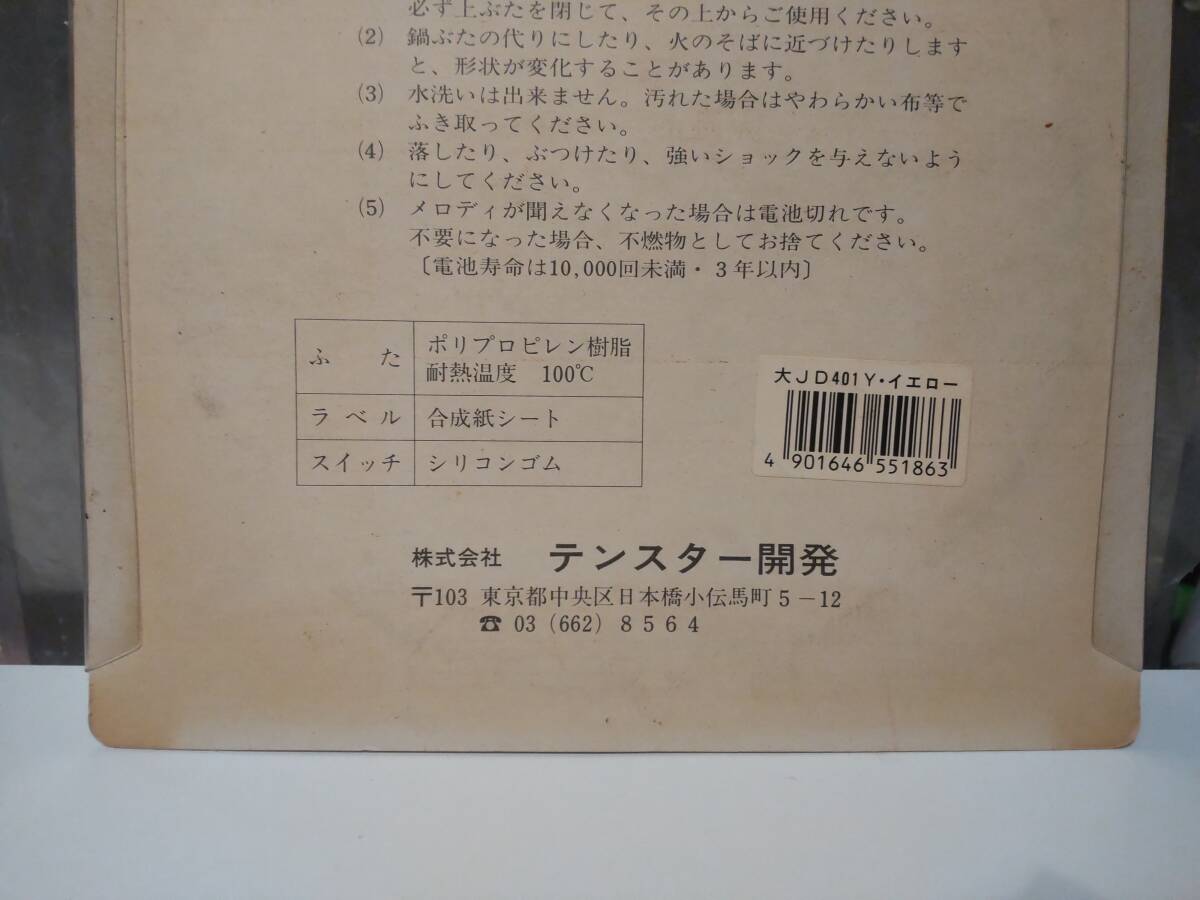 必ず上ぶたを閉じて、その上からご使用ください。
(2) 鍋ぶたの代りにしたり、火のそばに近づけたりします
と、形状が変化することがあります。
(3) 水洗いは出来ません。汚れた場合はやわらかい布等で
ふき取ってください。
(4) 落したり、ぶつけたり、強いショックを与えないよう
にしてください。
(5) メロディが聞えなくなった場合は電池切れです。
不要になった場合、不燃物としてお捨てください。
〔電池寿命は10,000回未満・3年以内〕
ふた ポリプロピレン樹脂
耐熱温度 100℃
ラベル 合成紙シート
スイッチ シリコンゴム
大JD401Y・イエロー
4 901646 551863
株式会社 テンスター開発
〒103 東京都中央区日本橋小伝馬町5-12
☎ 03 (662) 8564